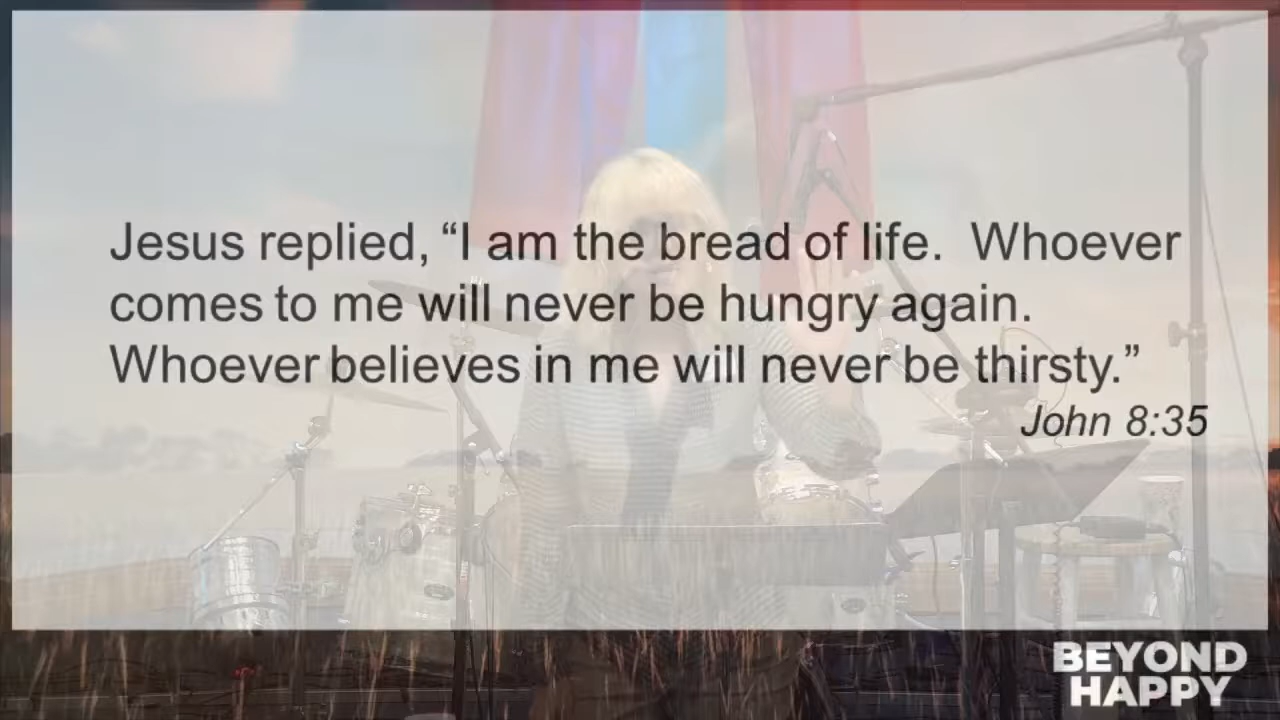 Jesus replied, “I am the bread of life.  Whoever
comes to me will never be hungry again.
Whoever believes in me will never be thirsty.”
John 8:35
BEYOND
HAPPY